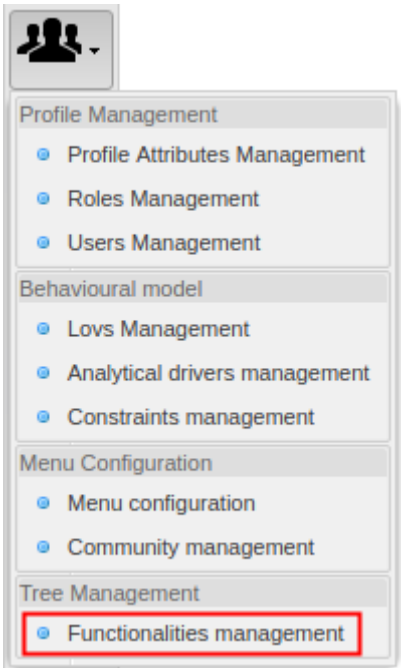 Profile Management
Profile Attributes Management
Roles Management
Users Management
Behavioural model
Lovs Management
Analytical drivers management
Constraints management
Menu Configuration
Menu configuration
Community management
Tree Management
Functionalities management